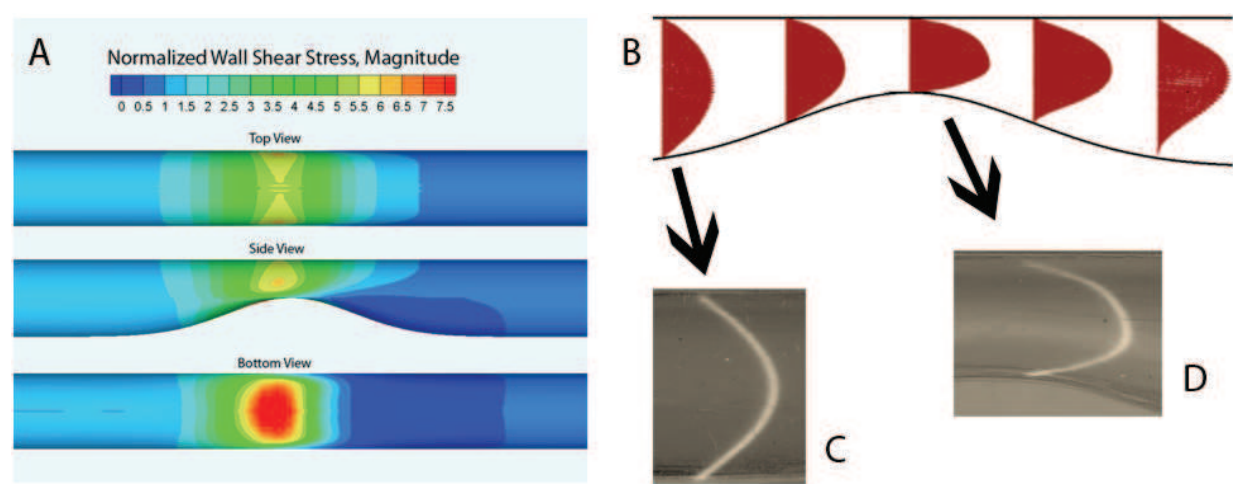 A
Normalized Wall Shear Stress, Magnitude
0 0.5 1 1.5 2 2.5 3 3.5 4 4.5 5 5.5 6 6.5 7 7.5
Top View
Side View
Bottom View
B
C
D